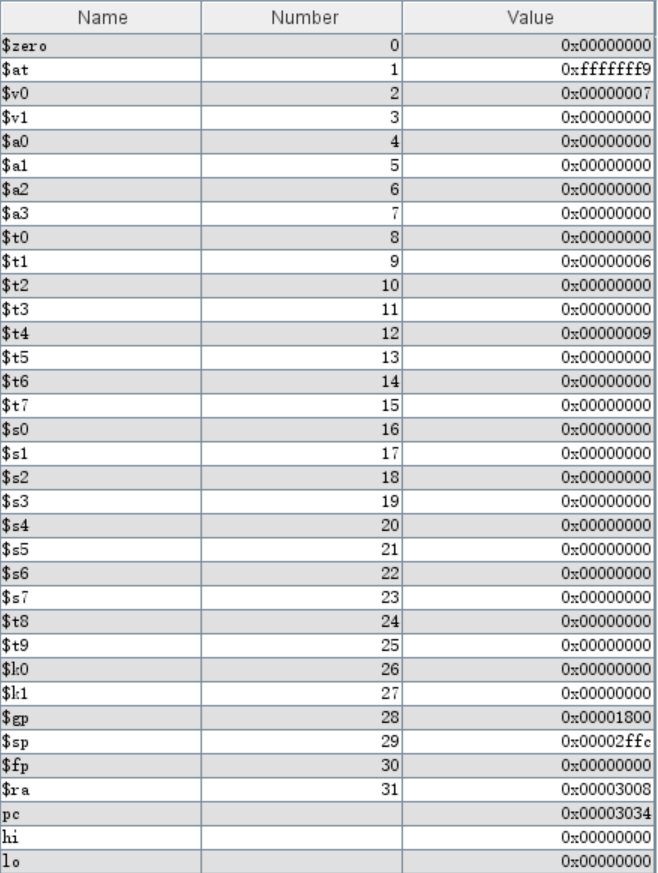 Name Number Value
$zero 0 0x00000000
$at 1 0xfffffff9
$v0 2 0x00000007
$v1 3 0x00000000
$a0 4 0x00000000
$a1 5 0x00000000
$a2 6 0x00000000
$a3 7 0x00000000
$t0 8 0x00000000
$t1 9 0x00000006
$t2 10 0x00000000
$t3 11 0x00000000
$t4 12 0x00000009
$t5 13 0x00000000
$t6 14 0x00000000
$t7 15 0x00000000
$s0 16 0x00000000
$s1 17 0x00000000
$s2 18 0x00000000
$s3 19 0x00000000
$s4 20 0x00000000
$s5 21 0x00000000
$s6 22 0x00000000
$s7 23 0x00000000
$t8 24 0x00000000
$t9 25 0x00000000
$k0 26 0x00000000
$k1 27 0x00000000
$gp 28 0x00001800
$sp 29 0x00002ffc
$fp 30 0x00000000
$ra 31 0x00003008
pc 0x00003034
hi 0x00000000
lo 0x00000000